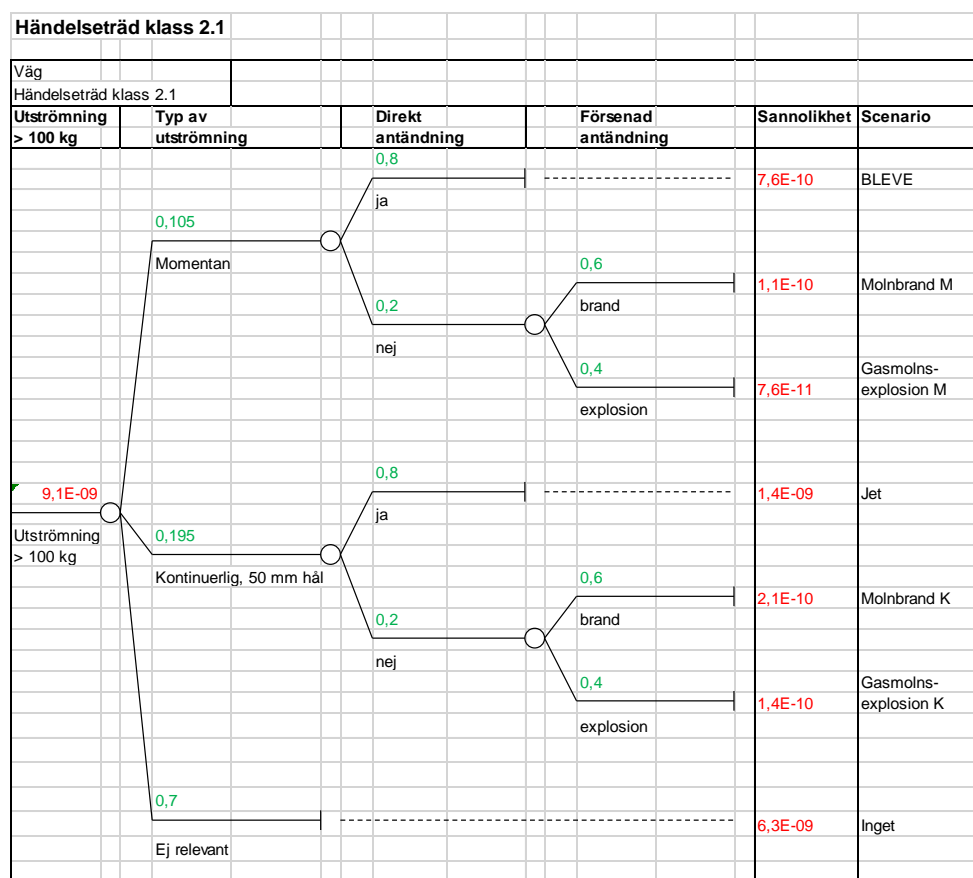 Händelseträd klass 2.1
Väg
Händelseträd klass 2.1
Utströmning
> 100 kg
Typ av
utströmning
Direkt
antändning
Försenad
antändning
Sannolikhet
Scenario
0,8
ja
7,6E-10
BLEVE
0,105
Momentan
0,6
brand
1,1E-10
Molnbrand M
0,2
nej
0,4
explosion
7,6E-11
Gasmolns-
explosion M
9,1E-09
Utströmning
> 100 kg
0,8
ja
1,4E-09
Jet
0,195
Kontinuerlig, 50 mm hål
0,6
brand
2,1E-10
Molnbrand K
0,2
nej
0,4
explosion
1,4E-10
Gasmolns-
explosion K
0,7
Ej relevant
6,3E-09
Inget